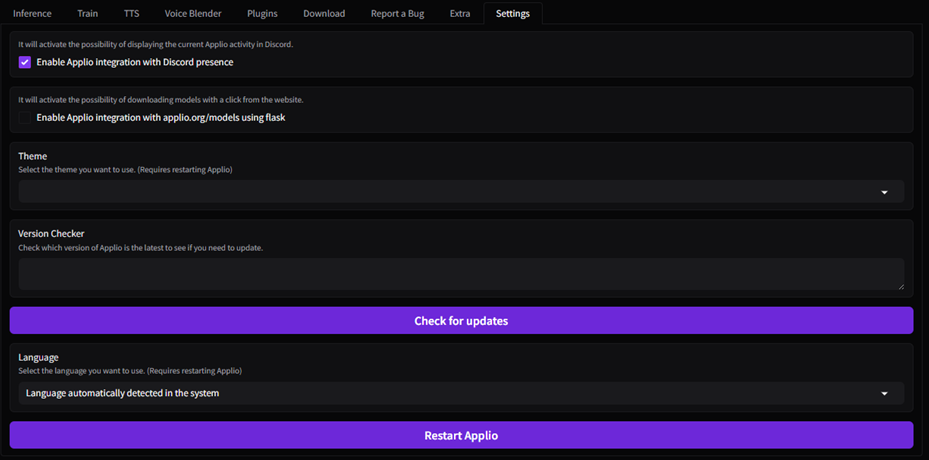 Inference Train TTS Voice Blender Plugins Download Report a Bug Extra Settings
It will activate the possibility of displaying the current Applio activity in Discord.
Enable Applio integration with Discord presence
It will activate the possibility of downloading models with a click from the website.
Enable Applio integration with applio.org/models using flask
Theme
Select the theme you want to use. (Requires restarting Applio)
Version Checker
Check which version of Applio is the latest to see if you need to update.
Check for updates
Language
Select the language you want to use. (Requires restarting Applio)
Language automatically detected in the system
Restart Applio